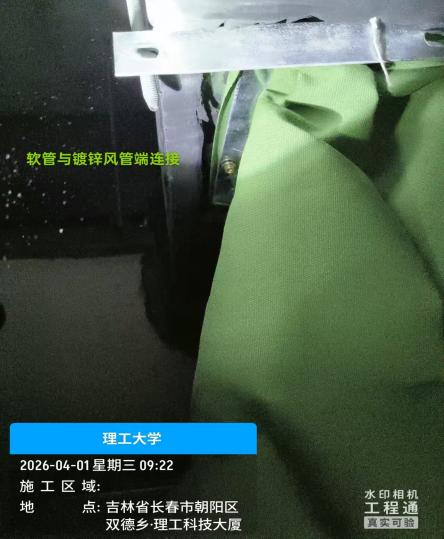 软管与镀锌风管端连接
理工大学
2026-04-01 星期三 09:22
施工区域:
地点:吉林省长春市朝阳区
双德乡·理工科技大厦
水印相机
工程通
真实可验